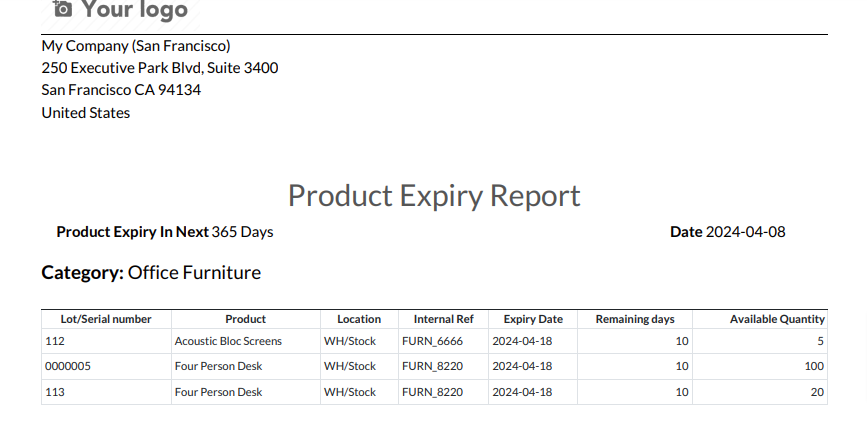 Your logo
My Company (San Francisco)
250 Executive Park Blvd, Suite 3400
San Francisco CA 94134
United States
Product Expiry Report
Product Expiry In Next 365 Days Date 2024-04-08
Category: Office Furniture
Lot/Serial number Product Location Internal Ref Expiry Date Remaining days Available Quantity
112 Acoustic Bloc Screens WH/Stock FURN_6666 2024-04-18 10 5
0000005 Four Person Desk WH/Stock FURN_8220 2024-04-18 10 100
113 Four Person Desk WH/Stock FURN_8220 2024-04-18 10 20